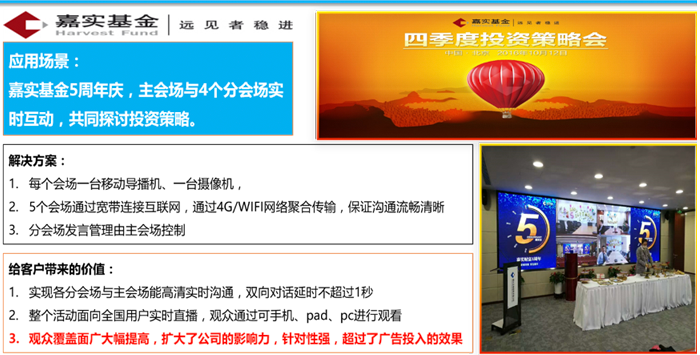 嘉实基金
Harvest Fund
远见者稳进
嘉实基金
远见者稳进
四季度投资策略会
应用场景：
嘉实基金5周年庆，主会场与4个分会场实
时互动，共同探讨投资策略。
解决方案：
1. 每个会场一台移动导播机、一台摄像机，
2. 5个会场通过宽带连接互联网，通过4G/WIFI网络聚合传输，保证沟通流畅清晰
3. 分会场发言管理由主会场控制
5
5
给客户带来的价值：
1. 实现各分会场与主会场能高清实时沟通，双向对话延时不超过1秒
2. 整个活动面向全国用户实时直播，观众通过可手机、pad、pc进行观看
3. 观众覆盖面广大幅提高，扩大了公司的影响力，针对性强，超过了广告投入的效果